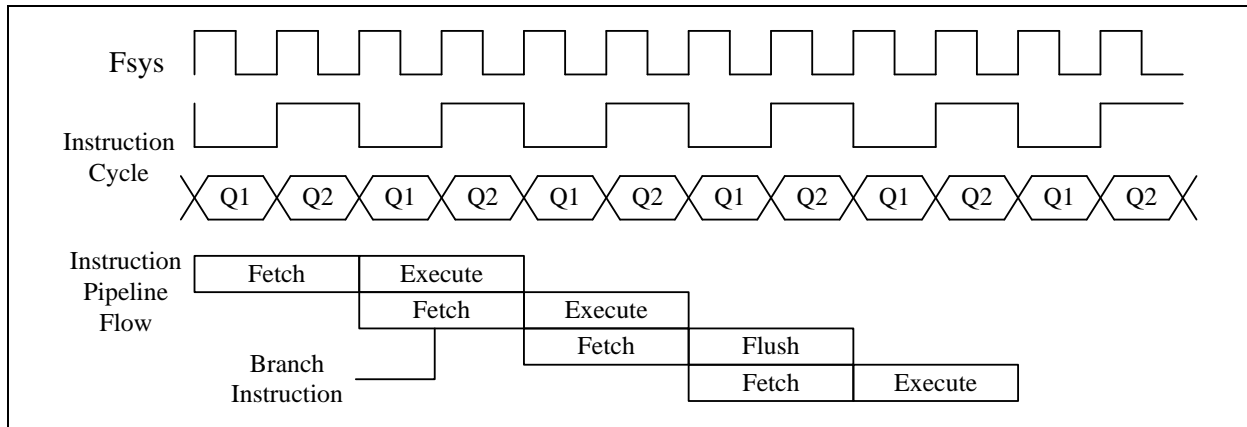 Fsys
Instruction
Cycle
Q1 Q2 Q1 Q2 Q1 Q2 Q1 Q2 Q1 Q2 Q1 Q2
Instruction
Pipeline
Flow
Fetch Execute
Fetch Execute
Branch
Instruction
Fetch Flush
Fetch Execute